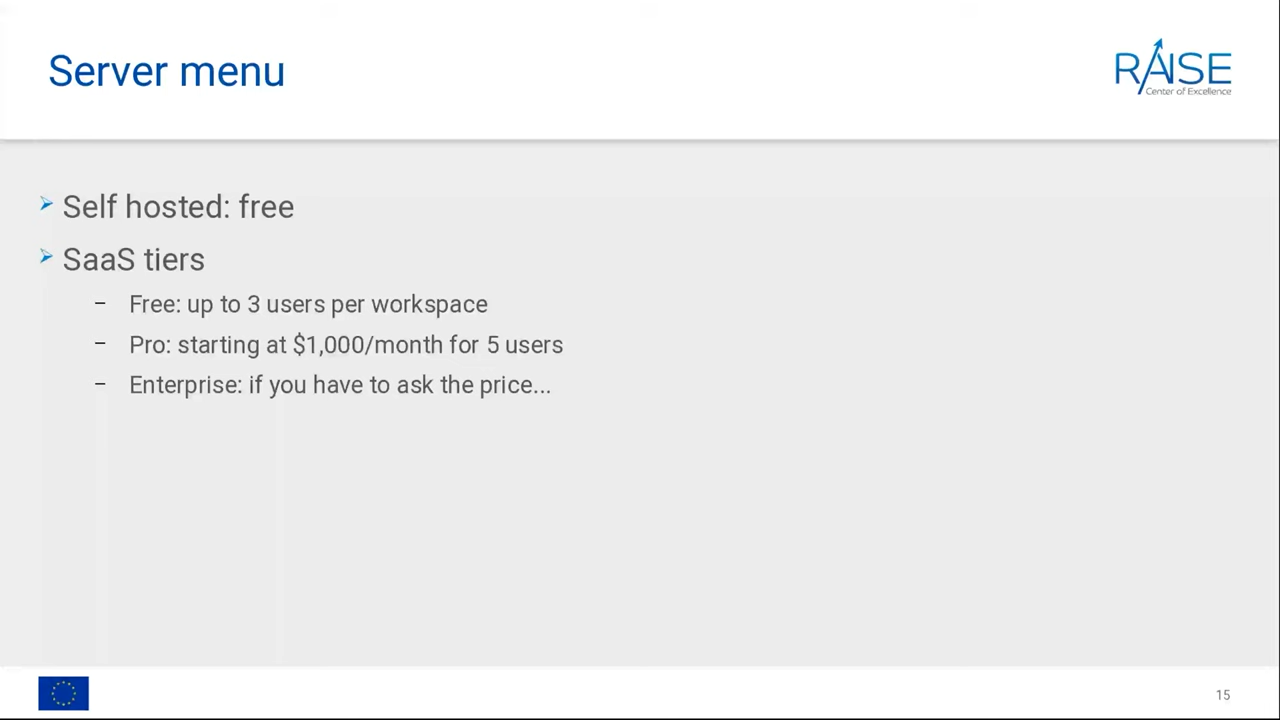 Server menu
RAISE
Center of Excellence
Self hosted: free
SaaS tiers
– Free: up to 3 users per workspace
– Pro: starting at $1,000/month for 5 users
– Enterprise: if you have to ask the price...
15